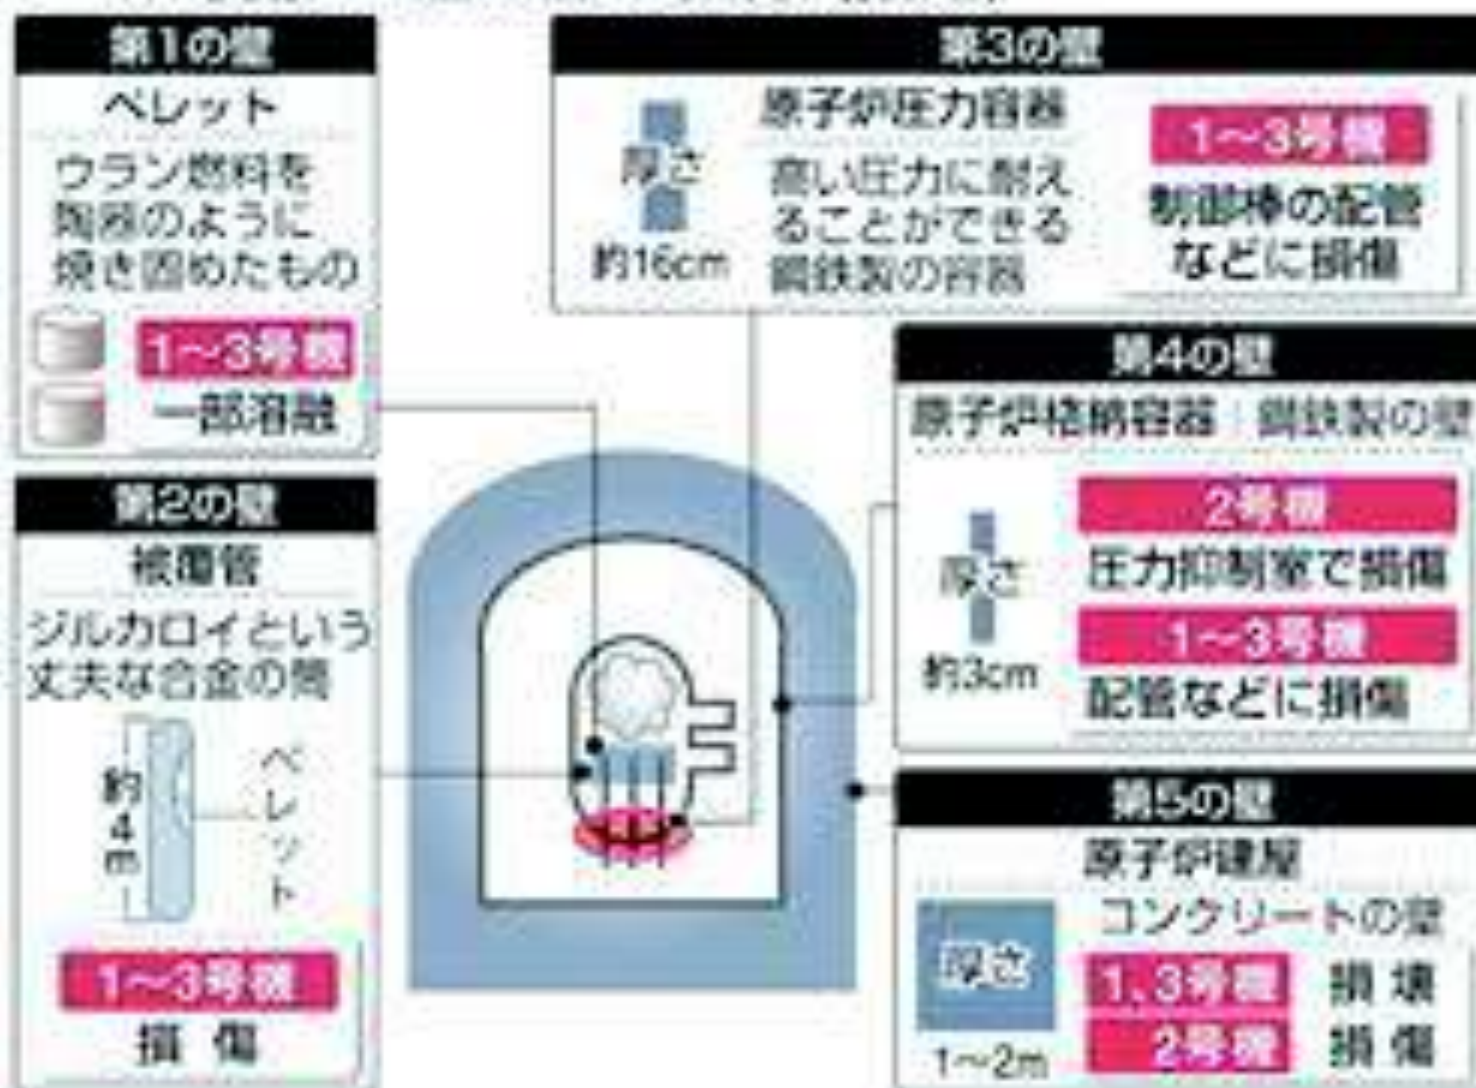 第1の壁
ペレット
ウラン燃料を
陶器のように
焼き固めたもの
1〜3号機
一部溶融
第2の壁
被覆管
ジルカロイという
丈夫な合金の筒
約4m
ペレット
1〜3号機
損傷
第3の壁
原子炉圧力容器
厚さ
約16cm
高い圧力に耐え
ることができる
鋼鉄製の容器
1〜3号機
制御棒の配管
などに損傷
第4の壁
原子炉格納容器 鋼鉄製の壁
厚さ
約3cm
2号機
圧力抑制室で損傷
1〜3号機
配管などに損傷
第5の壁
原子炉建屋
コンクリートの壁
厚さ
1〜2m
1、3号機 損壊
2号機 損傷